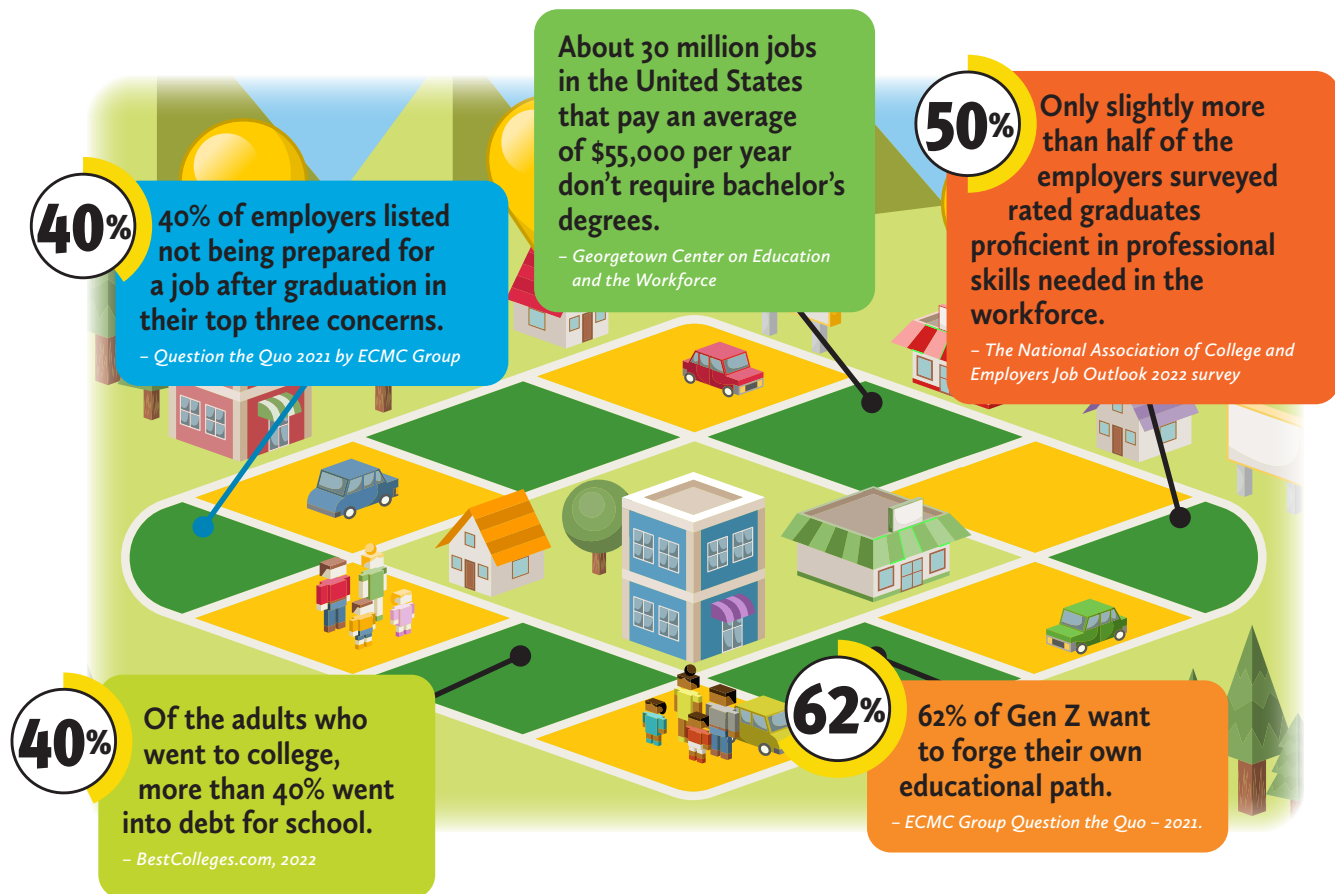 About 30 million jobs
in the United States
that pay an average
of $55,000 per year
don't require bachelor's
degrees.
– Georgetown Center on Education
and the Workforce
50%
Only slightly more
than half of the
employers surveyed
rated graduates
proficient in professional
skills needed in the
workforce.
– The National Association of College and
Employers Job Outlook 2022 survey
40%
40% of employers listed
not being prepared for
a job after graduation in
their top three concerns.
– Question the Quo 2021 by ECMC Group
40%
Of the adults who
went to college,
more than 40% went
into debt for school.
– BestColleges.com, 2022
62%
62% of Gen Z want
to forge their own
educational path.
– ECMC Group Question the Quo – 2021.